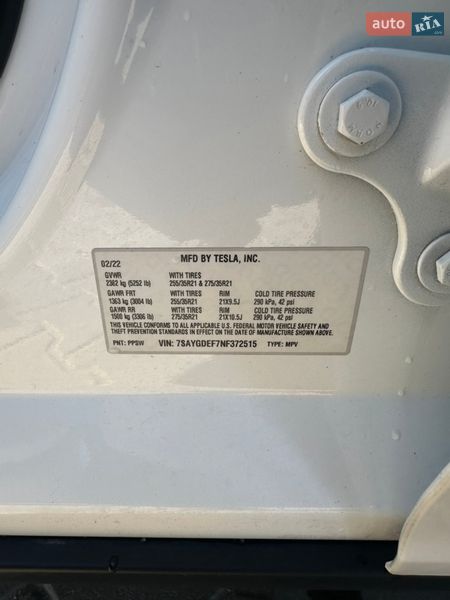 auto RIA
.com
10.9
02/22 MFD BY TESLA, INC.
GVWR WITH TIRES
2382 kg (5252 lb) 255/35R21 & 275/35R21
GAWR FRT WITH TIRES RIM COLD TIRE PRESSURE
1363 kg (3004 lb) 255/35R21 21X9.5J 290 kPa, 42 psi
GAWR RR WITH TIRES RIM COLD TIRE PRESSURE
1500 kg (3306 lb) 275/35R21 21X10.5J 290 kPa, 42 psi
THIS VEHICLE CONFORMS TO ALL APPLICABLE U.S. FEDERAL MOTOR VEHICLE SAFETY AND
THEFT PREVENTION STANDARDS IN EFFECT ON THE DATE OF MANUFACTURE SHOWN ABOVE.
PNT: PPSW VIN: 7SAYGDEF7NF372515 TYPE: MPV